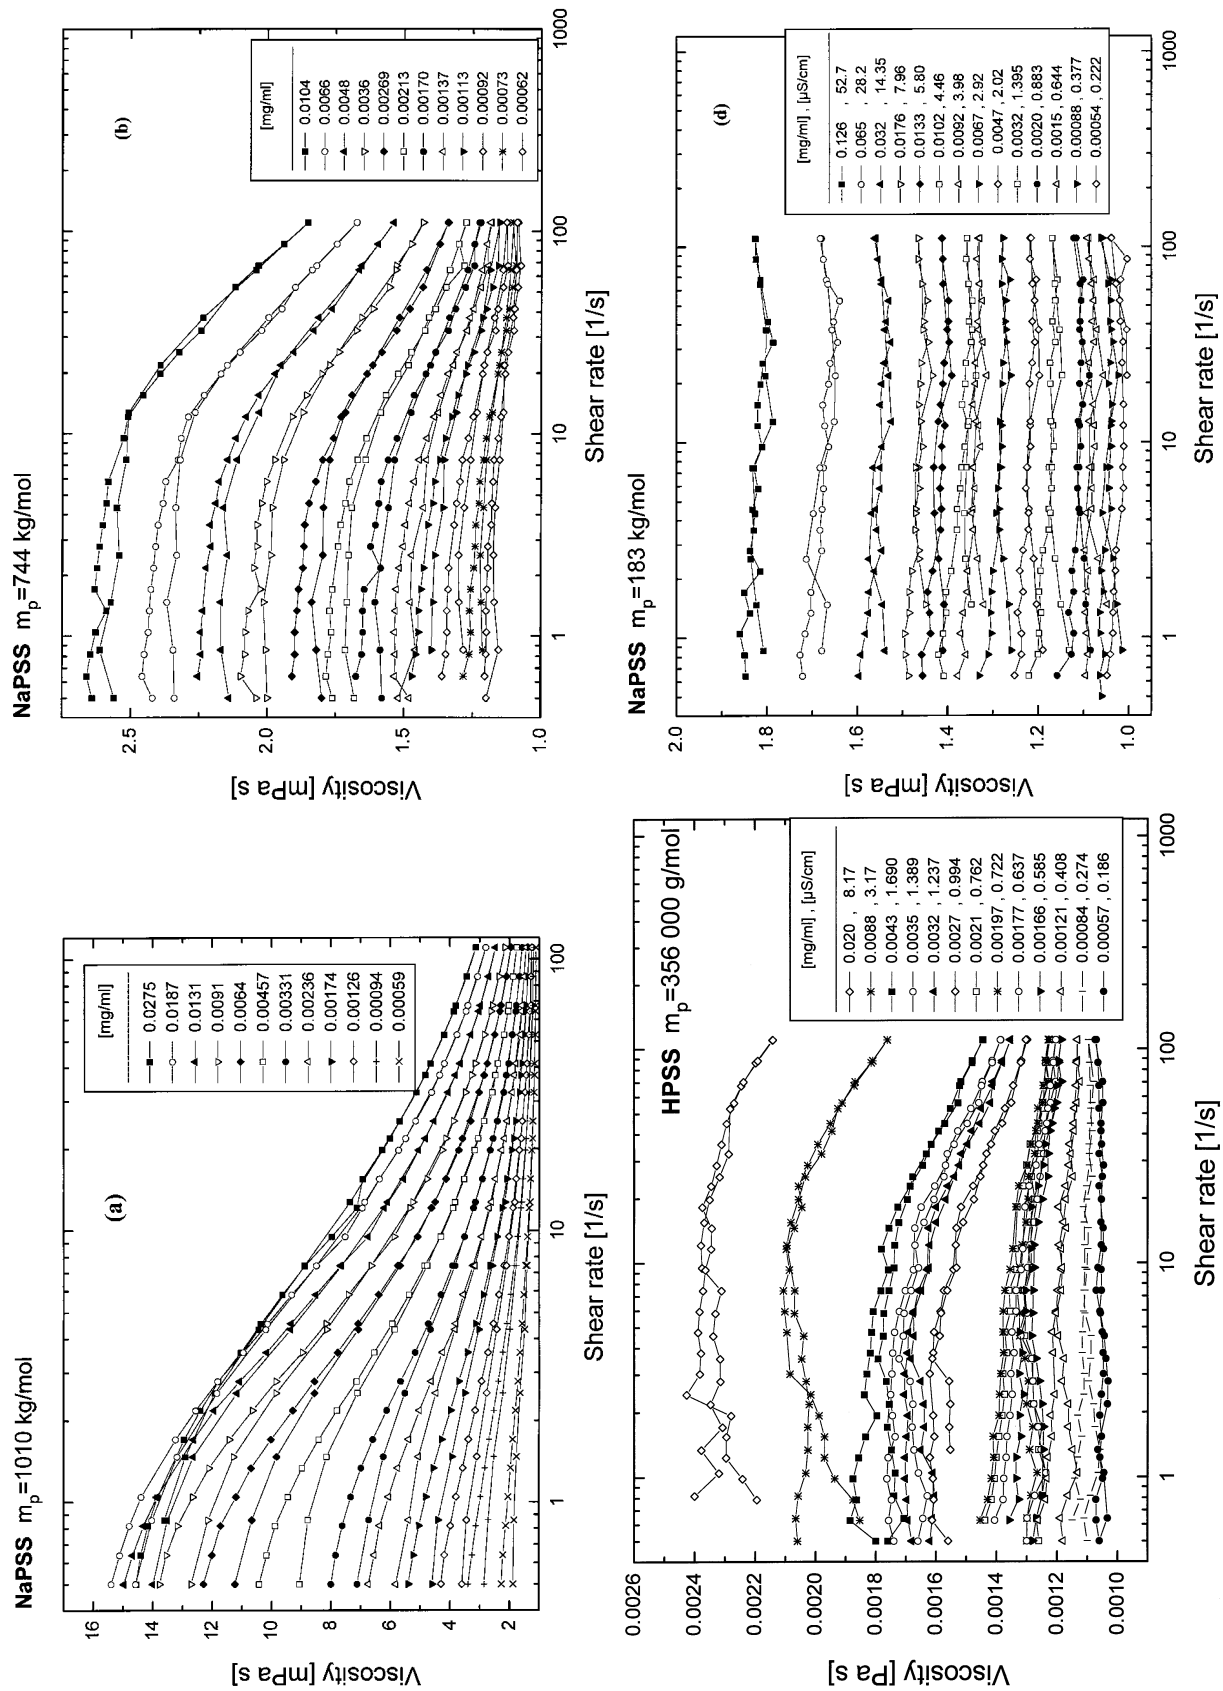 NaPSS m_p=1010 kg/mol
(a)
[mg/ml]
0.0275
0.0187
0.0131
0.0091
0.0064
0.00457
0.00331
0.00236
0.00174
0.00126
0.00094
0.00059
16
14
12
10
8
6
4
2
Viscosity [mPa s]
1
10
100
Shear rate [1/s]
NaPSS m_p=744 kg/mol
(b)
[mg/ml]
0.0104
0.0066
0.0048
0.0036
0.00269
0.00213
0.00170
0.00137
0.00113
0.00092
0.00073
0.00062
2.5
2.0
1.5
1.0
Viscosity [mPa s]
1
10
100
1000
Shear rate [1/s]
HPSS m_p=356 000 g/mol
[mg/ml] , [µS/cm]
0.020 , 8.17
0.0088 , 3.17
0.0043 , 1.690
0.0035 , 1.389
0.0032 , 1.237
0.0027 , 0.994
0.0021 , 0.762
0.00197 , 0.722
0.00177 , 0.637
0.00166 , 0.585
0.00121 , 0.408
0.00084 , 0.274
0.00057 , 0.186
0.0026
0.0024
0.0022
0.0020
0.0018
0.0016
0.0014
0.0012
0.0010
Viscosity [Pa s]
1
10
100
1000
Shear rate [1/s]
NaPSS m_p=183 kg/mol
(d)
[mg/ml] , [µS/cm]
0.126 , 52.7
0.065 , 28.2
0.032 , 14.35
0.0176 , 7.96
0.0133 , 5.80
0.0102 , 4.46
0.0092 , 3.98
0.0067 , 2.92
0.0047 , 2.02
0.0032 , 1.395
0.0020 , 0.883
0.0015 , 0.644
0.00088 , 0.377
0.00054 , 0.222
2.0
1.8
1.6
1.4
1.2
1.0
Viscosity [mPa s]
1
10
100
1000
Shear rate [1/s]